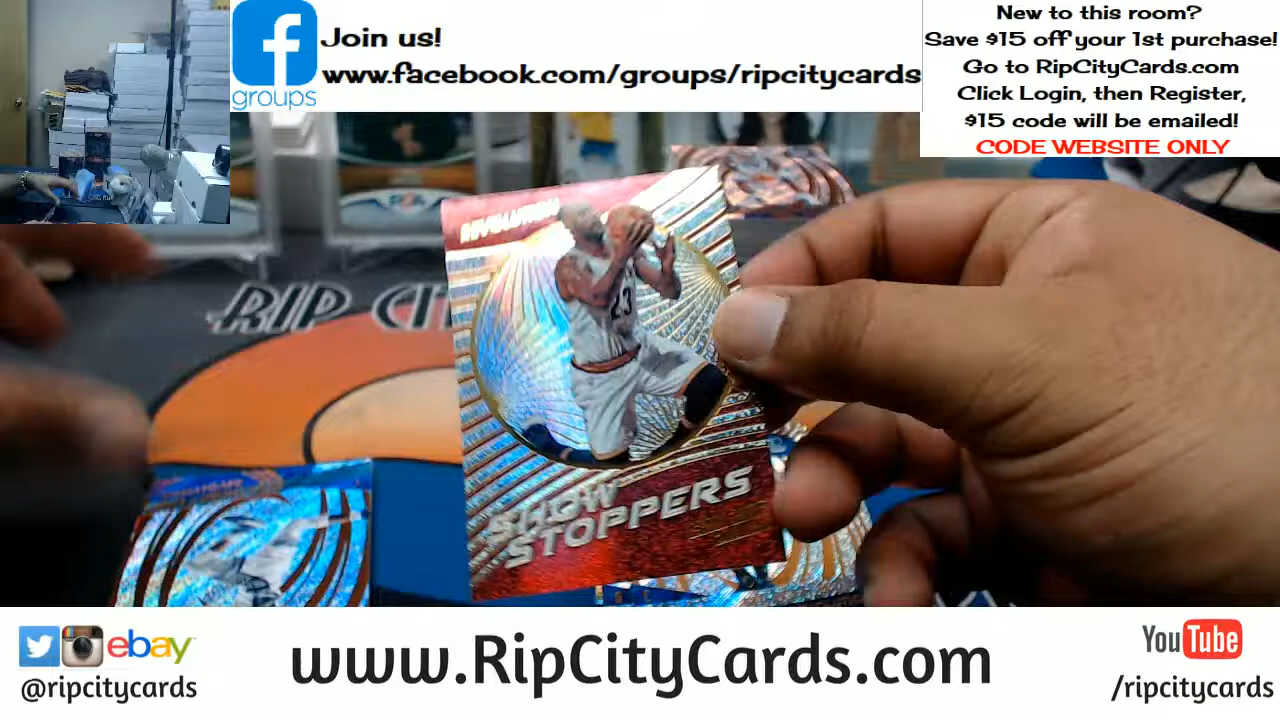 groups
Join us!
www.facebook.com/groups/ripcitycards
New to this room?
Save $15 off your 1st purchase!
Go to RipCityCards.com
Click Login, then Register,
$15 code will be emailed!
CODE WEBSITE ONLY
RIP CIT
REVOLUTION
23
SHOW
STOPPERS
ebay
@ripcitycards
www.RipCityCards.com
YouTube
/ripcitycards